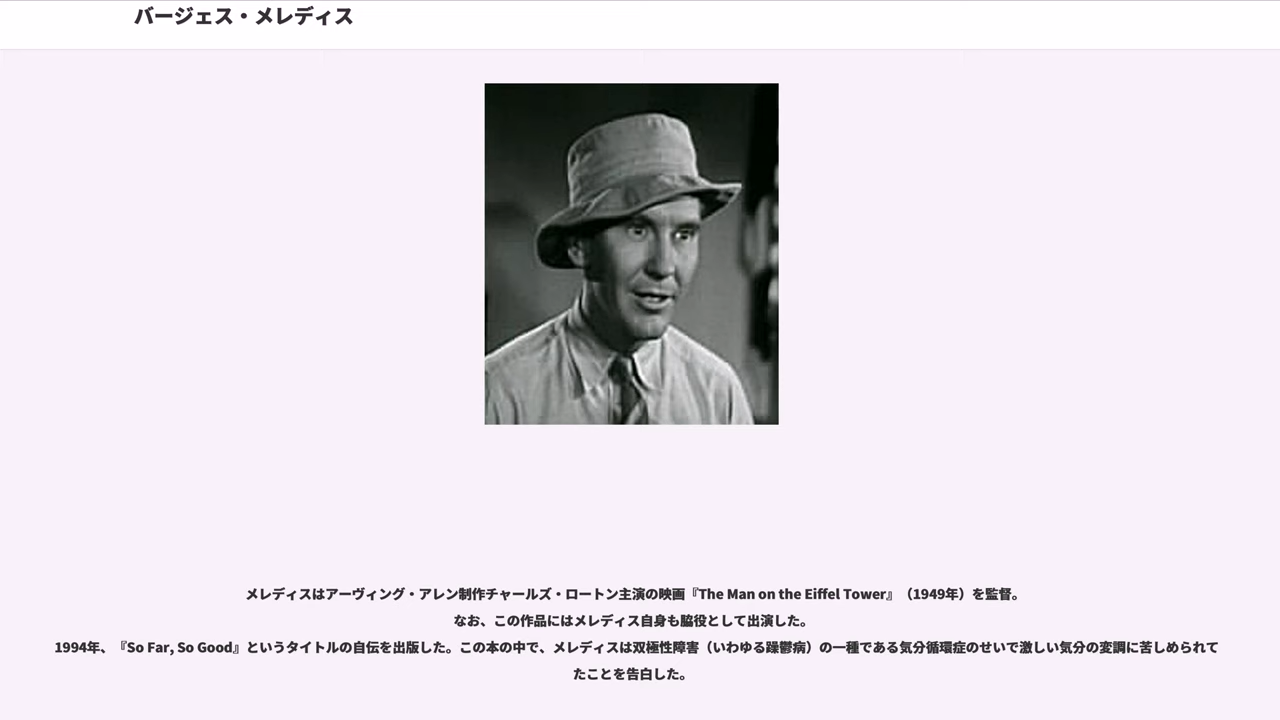 バージェス・メレディス
メレディスはアーヴィング・アレン制作チャールズ・ロートン主演の映画『The Man on the Eiffel Tower』（1949年）を監督。
なお、この作品にはメレディス自身も脇役として出演した。
1994年、『So Far, So Good』というタイトルの自伝を出版した。この本の中で、メレディスは双極性障害（いわゆる躁鬱病）の一種である気分循環症のせいで激しい気分の変調に苦しめられて
たことを告白した。